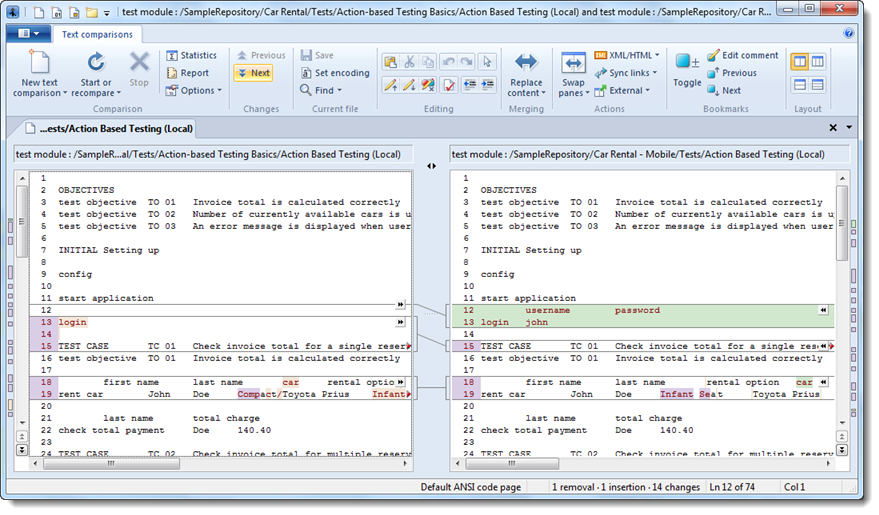 test module : /SampleRepository/Car Rental/Tests/Action-based Testing Basics/Action Based Testing (Local) and test module : /SampleRepository/Car R...
Text comparisons
New text comparison
Start or recompare
Stop
Statistics
Report
Options
Comparison
Previous
Next
Changes
Save
Set encoding
Find
Current file
Editing
Replace content
Merging
Swap panes
XML/HTML
Sync links
External
Actions
Toggle
Edit comment
Previous
Next
Bookmarks
Layout
...ests/Action Based Testing (Local)
test module : /SampleR...al/Tests/Action-based Testing Basics/Action Based Testing (Local)
1
2 OBJECTIVES
3 test objective TO 01 Invoice total is calculated correctly
4 test objective TO 02 Number of currently available cars is u
5 test objective TO 03 An error message is displayed when user
6
7 INITIAL Setting up
8
9 config
10
11 start application
12
13 login
14
15 TEST CASE TC 01 Check invoice total for a single reser
16 test objective TO 01 Invoice total is calculated correctly
17
18 first name last name car rental optio
19 rent car John Doe Compact/Toyota Prius Infant
20
21 last name total charge
22 check total payment Doe 140.40
23
24 TEST CASE TC 02 Check invoice total for multiple reser
test module : /SampleRepository/Car Rental - Mobile/Tests/Action Based Testing (Local)
1
2 OBJECTIVES
3 test objective TO 01 Invoice total is calculated correctly
4 test objective TO 02 Number of currently available cars is u
5 test objective TO 03 An error message is displayed when user
6
7 INITIAL Setting up
8
9 config
10
11 start application
12 username password
13 login john
14
15 TEST CASE TC 01 Check invoice total for a single rese
16 test objective TO 01 Invoice total is calculated correctly
17
18 first name last name rental option car
19 rent car John Doe Infant Seat Toyota Prius
20
21 last name total charge
22 check total payment Doe 140.40
23
24 TEST CASE TC 02 Check invoice total for multiple reser
Default ANSI code page
1 removal · 1 insertion · 14 changes
Ln 12 of 74
Col 1